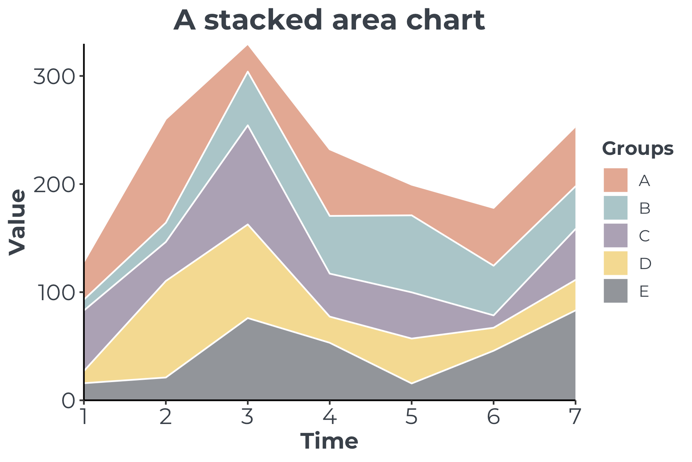 A stacked area chart
300
200
100
0
Value
1 2 3 4 5 6 7
Time
Groups
A
B
C
D
E